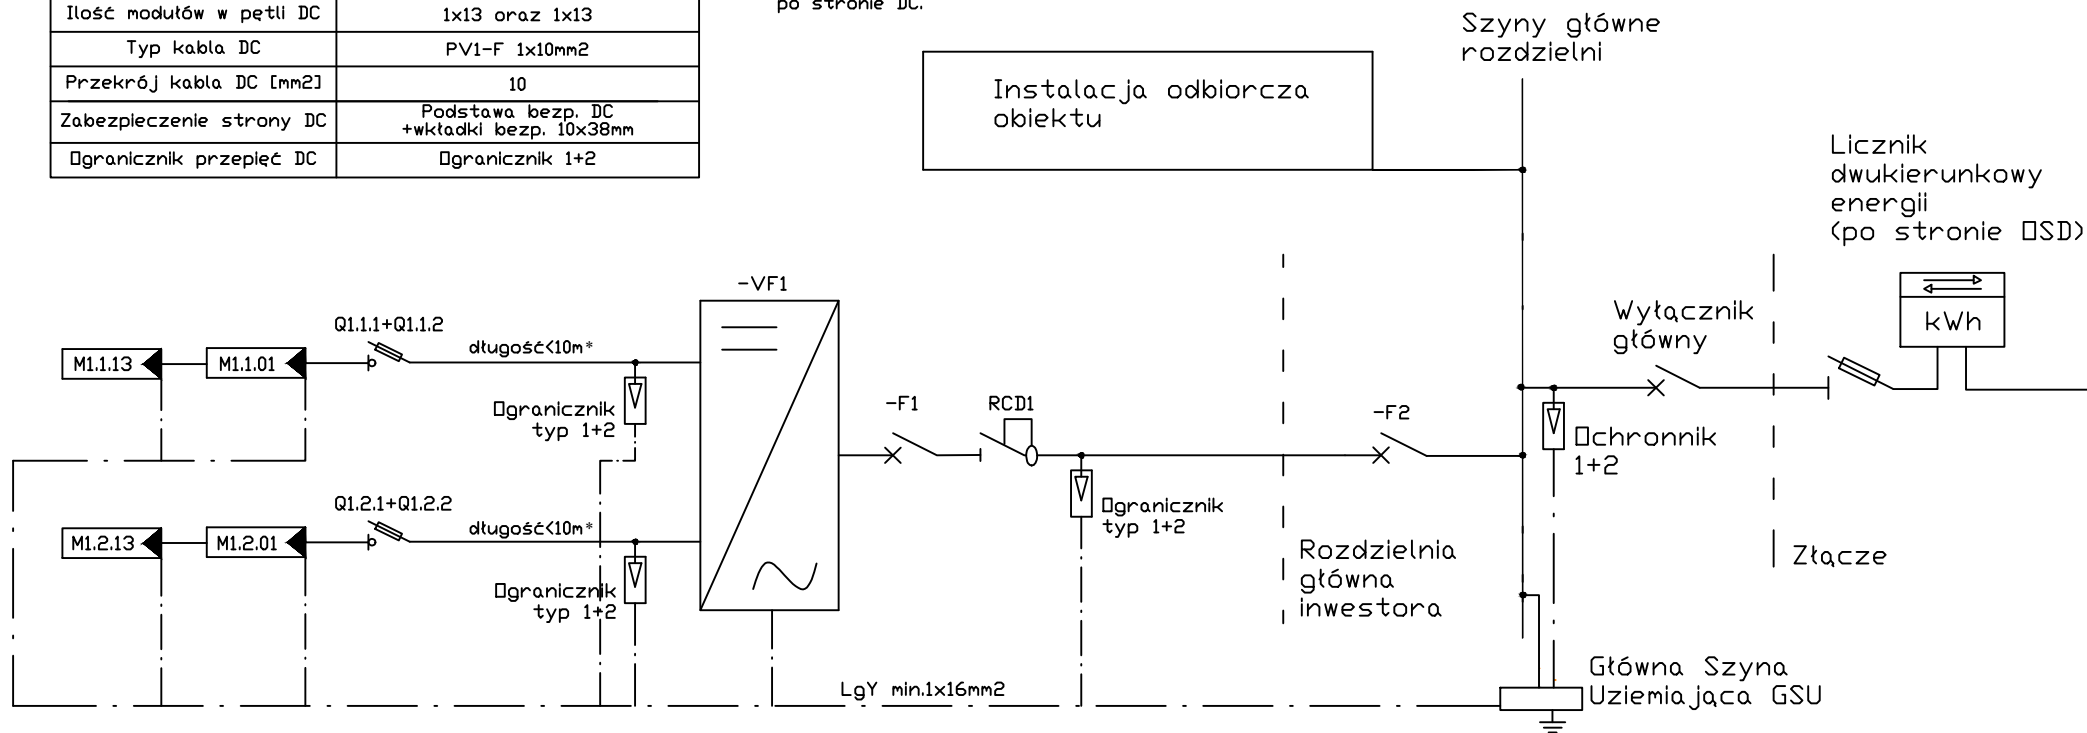 Ilość modułów w pętli DC 1x13 oraz 1x13
Typ kabla DC PV1-F 1x10mm2
Przekrój kabla DC [mm2] 10
Zabezpieczenie strony DC Podstawa bezp. DC
+wkładki bezp. 10x38mm
Ogranicznik przepięć DC Ogranicznik 1+2
po stronie DC.
Szyny główne
rozdzielni
Instalacja odbiorcza
obiektu
Licznik
dwukierunkowy
energii
(po stronie OSD)
kWh
Wyłącznik
główny
-VF1
Q1.1.1+Q1.1.2
długość<10m*
M1.1.13
M1.1.01
Ogranicznik
typ 1+2
-F1
RCD1
-F2
Ochronnik
1+2
Q1.2.1+Q1.2.2
długość<10m*
M1.2.13
M1.2.01
Ogranicznik
typ 1+2
Ogranicznik
typ 1+2
Rozdzielnia
główna
inwestora
Złącze
LgY min.1x16mm2
Główna Szyna
Uziemiająca GSU